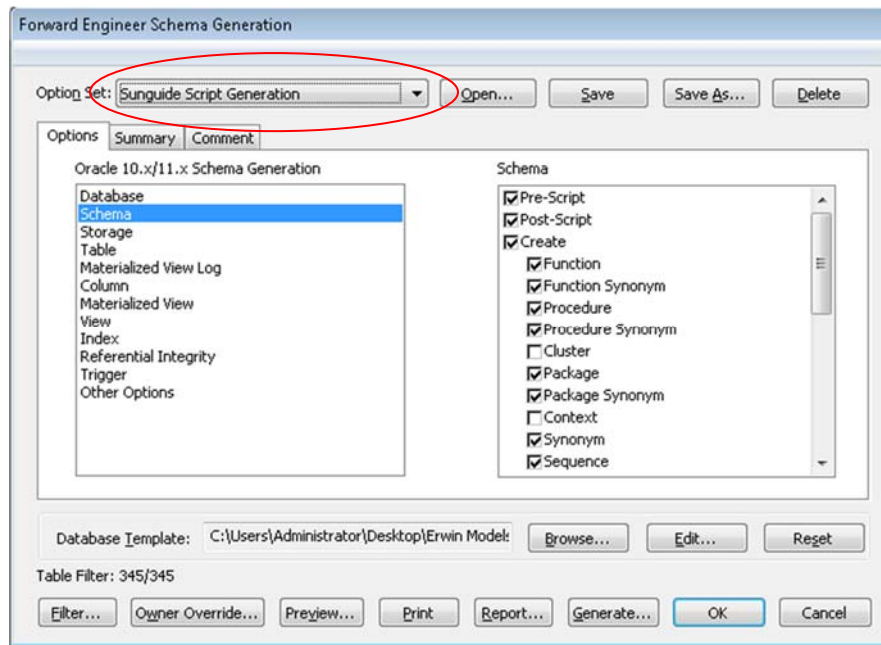 Forward Engineer Schema Generation
Option Set: Sunguide Script Generation Open... Save Save As... Delete
Options Summary Comment
Oracle 10.x/11.x Schema Generation
Database
Schema
Storage
Table
Materialized View Log
Column
Materialized View
View
Index
Referential Integrity
Trigger
Other Options
Schema
Pre-Script
Post-Script
Create
Function
Function Synonym
Procedure
Procedure Synonym
Cluster
Package
Package Synonym
Context
Synonym
Sequence
Database Template: C:\Users\Administrator\Desktop\Erwin Models Browse... Edit... Reset
Table Filter: 345/345
Filter... Owner Override... Preview... Print Report... Generate... OK Cancel